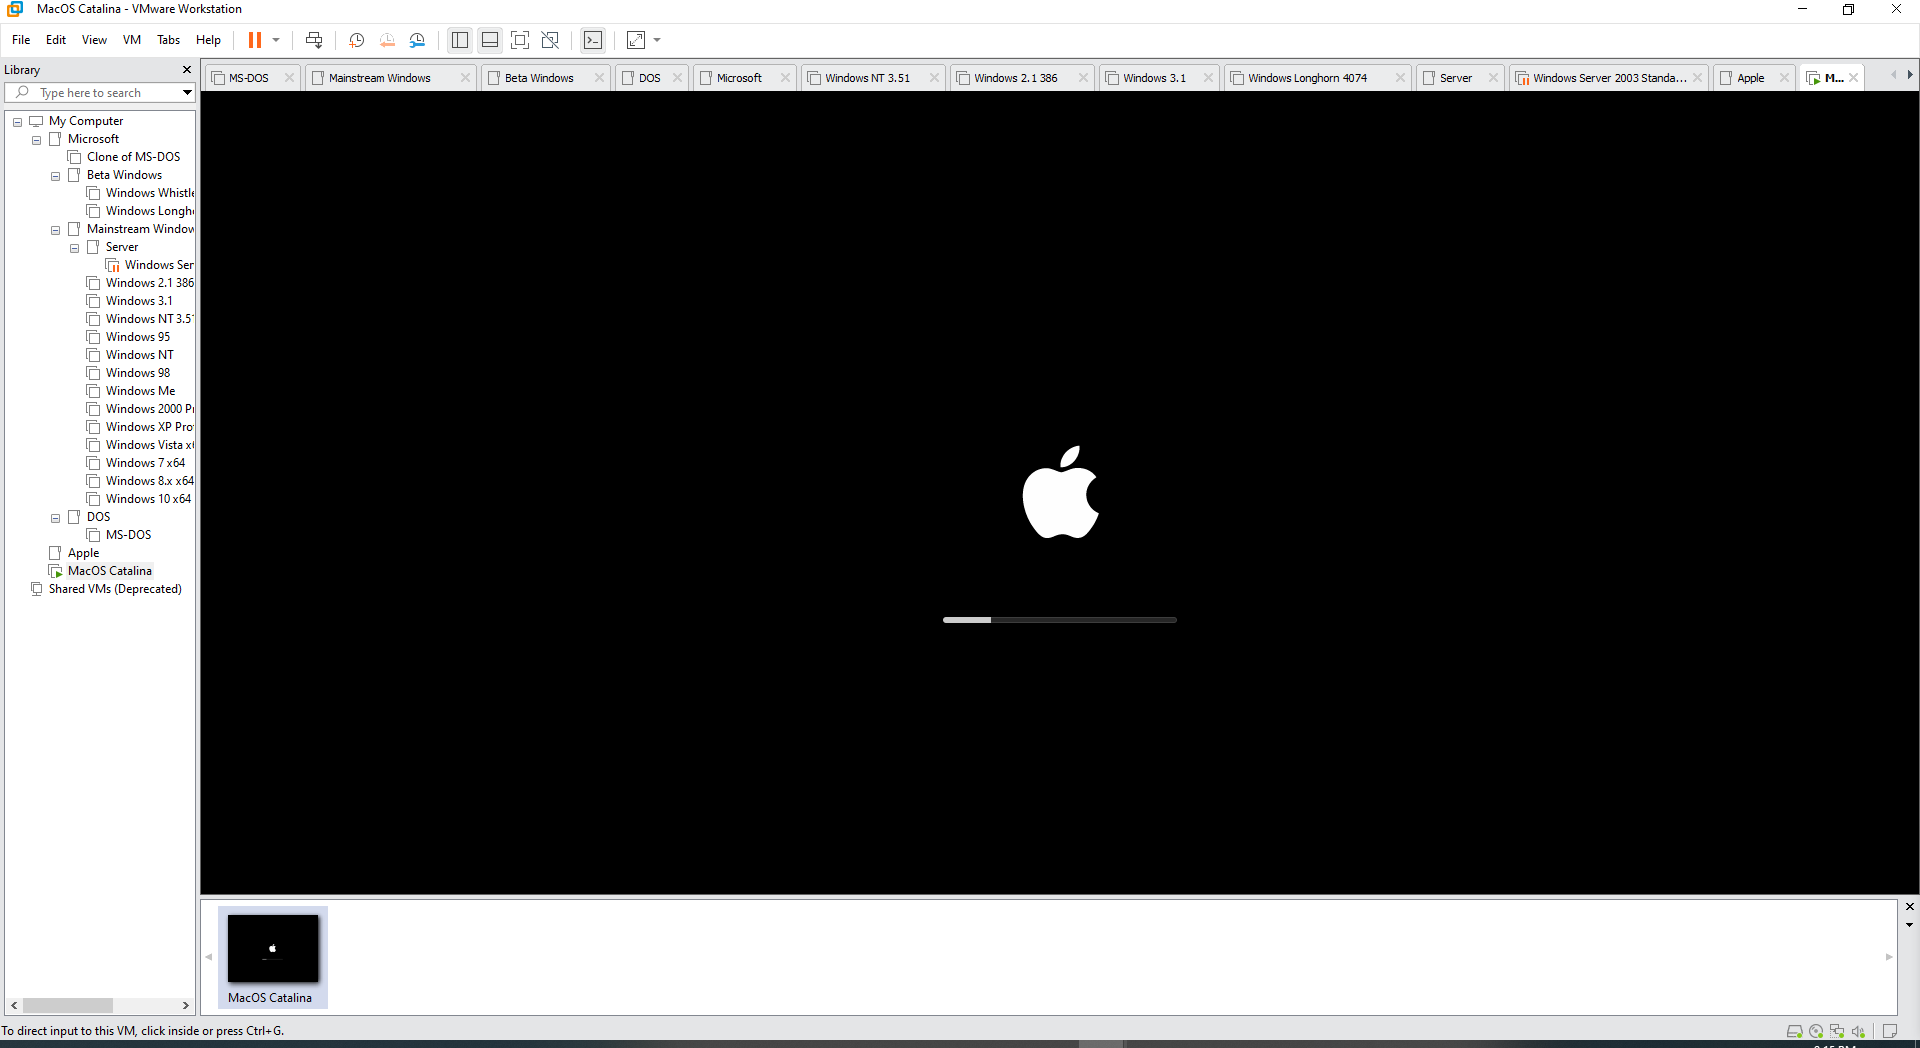 MacOS Catalina - VMware Workstation
File Edit View VM Tabs Help
Library
Type here to search
MS-DOS Mainstream Windows Beta Windows DOS Microsoft Windows NT 3.51 Windows 2.1 386 Windows 3.1 Windows Longhorn 4074 Server Windows Server 2003 Standa... Apple M...
My Computer
Microsoft
Clone of MS-DOS
Beta Windows
Windows Whistle
Windows Longh
Mainstream Window
Server
Windows Ser
Windows 2.1 386
Windows 3.1
Windows NT 3.5
Windows 95
Windows NT
Windows 98
Windows Me
Windows 2000 P
Windows XP Pro
Windows Vista x
Windows 7 x64
Windows 8.x x64
Windows 10 x64
DOS
MS-DOS
Apple
MacOS Catalina
Shared VMs (Deprecated)
MacOS Catalina
To direct input to this VM, click inside or press Ctrl+G.